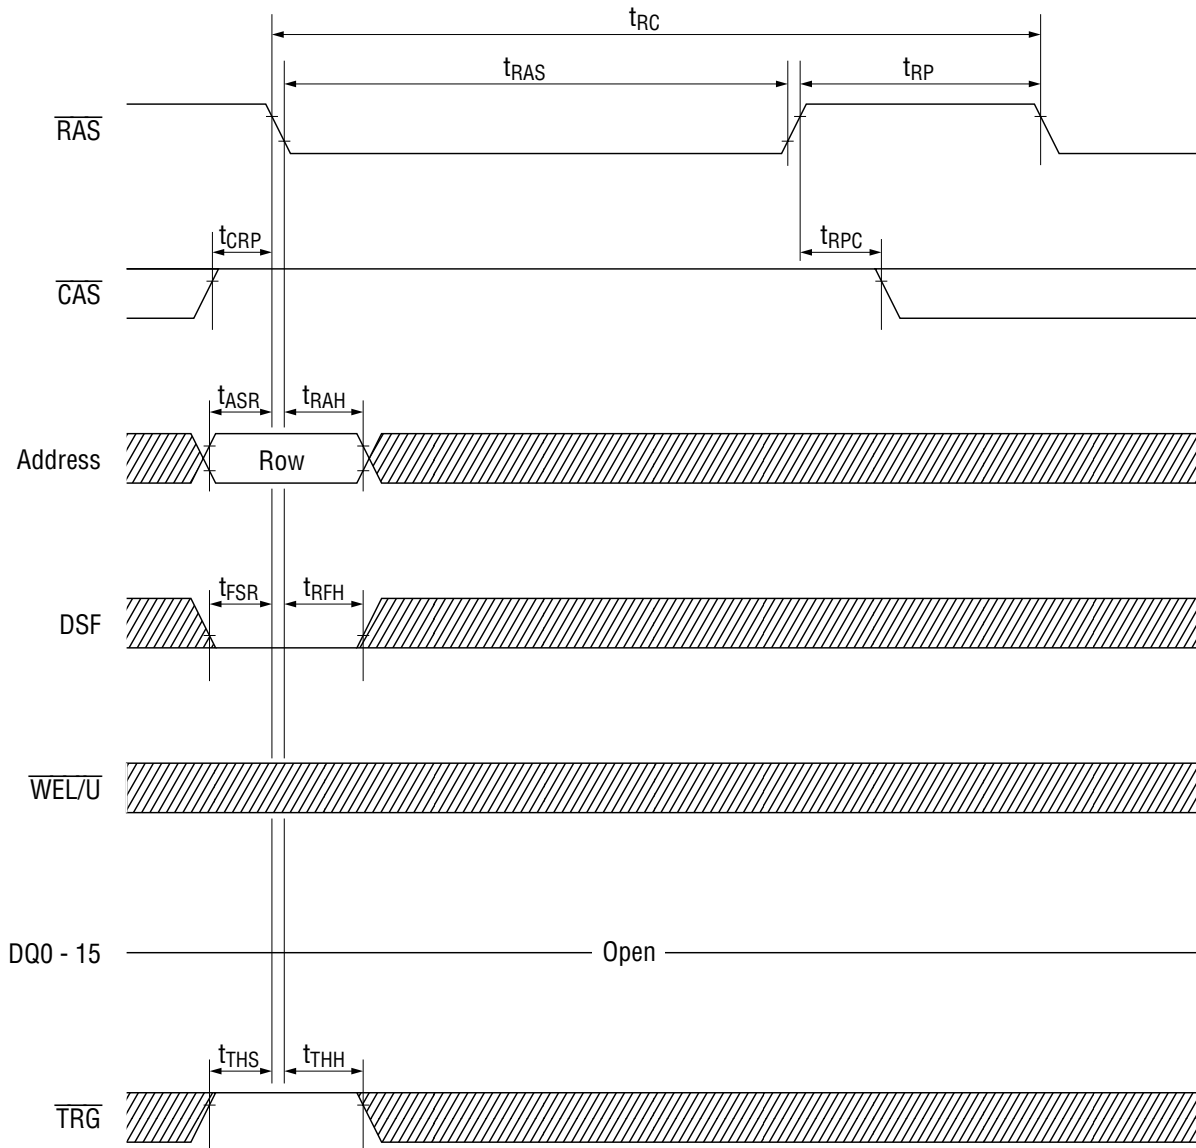 tRC
tRAS
tRP
RAS
tCRP
tRPC
CAS
tASR
tRAH
Address
Row
tFSR
tRFH
DSF
WEL/U
DQ0 - 15
Open
tTHS
tTHH
TRG